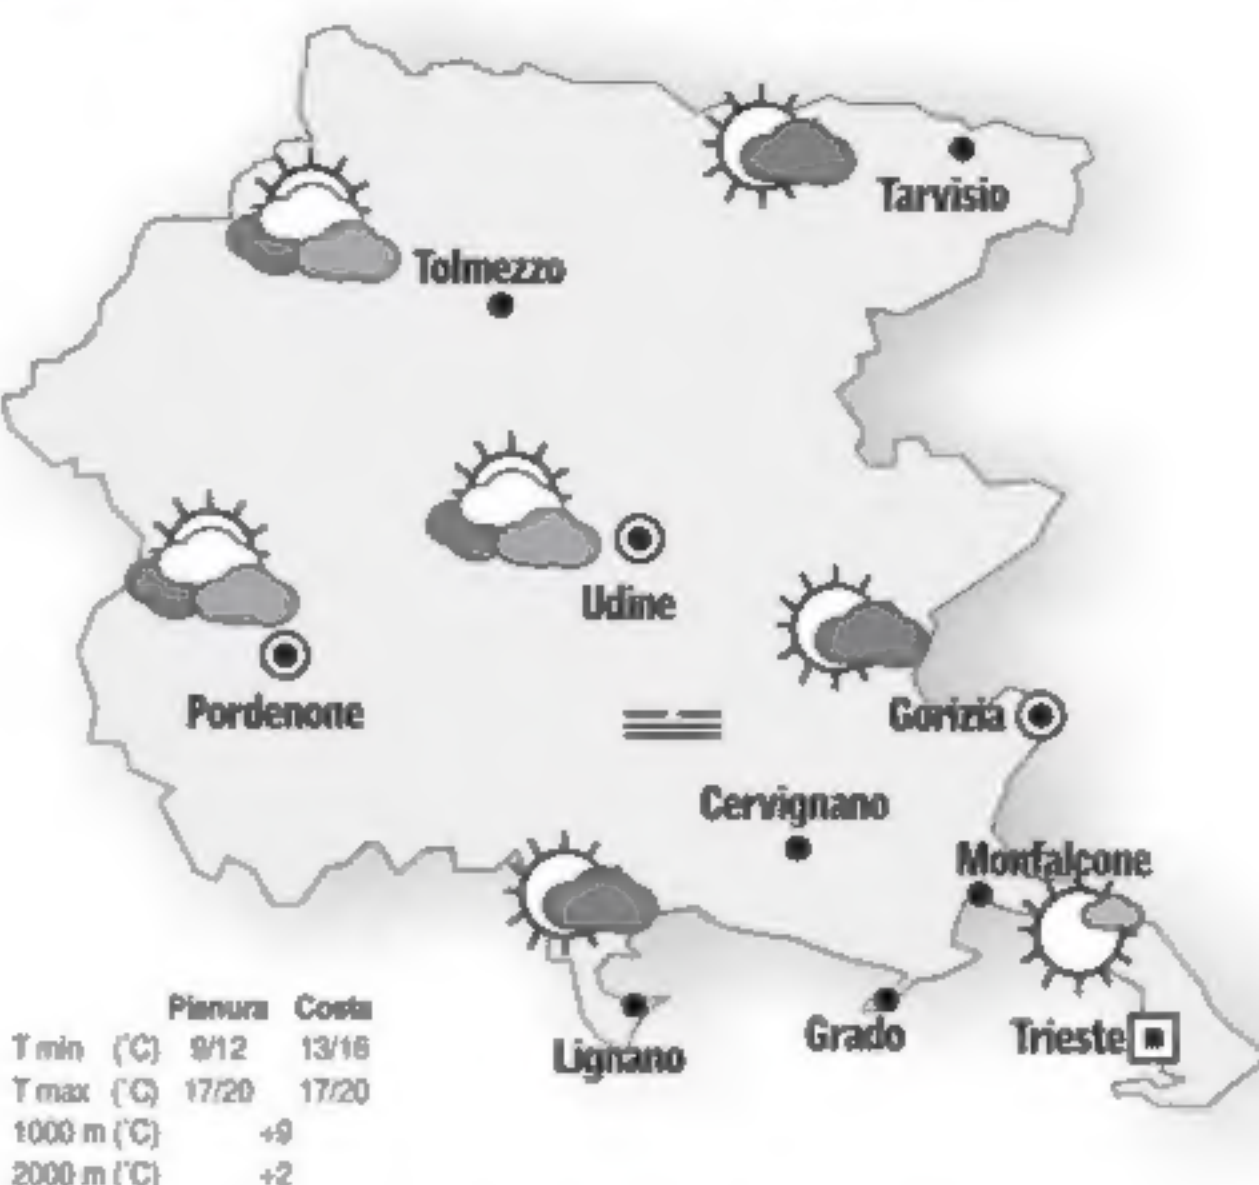 Tarvisio
Tolmezzo
Udine
Pordenone
Gorizia
Cervignano
Monfalcone
Lignano
Grado
Trieste
Pianura Costa
T min (°C) 9/12 13/16
T max (°C) 17/20 17/20
1000 m (°C) +9
2000 m (°C) +2